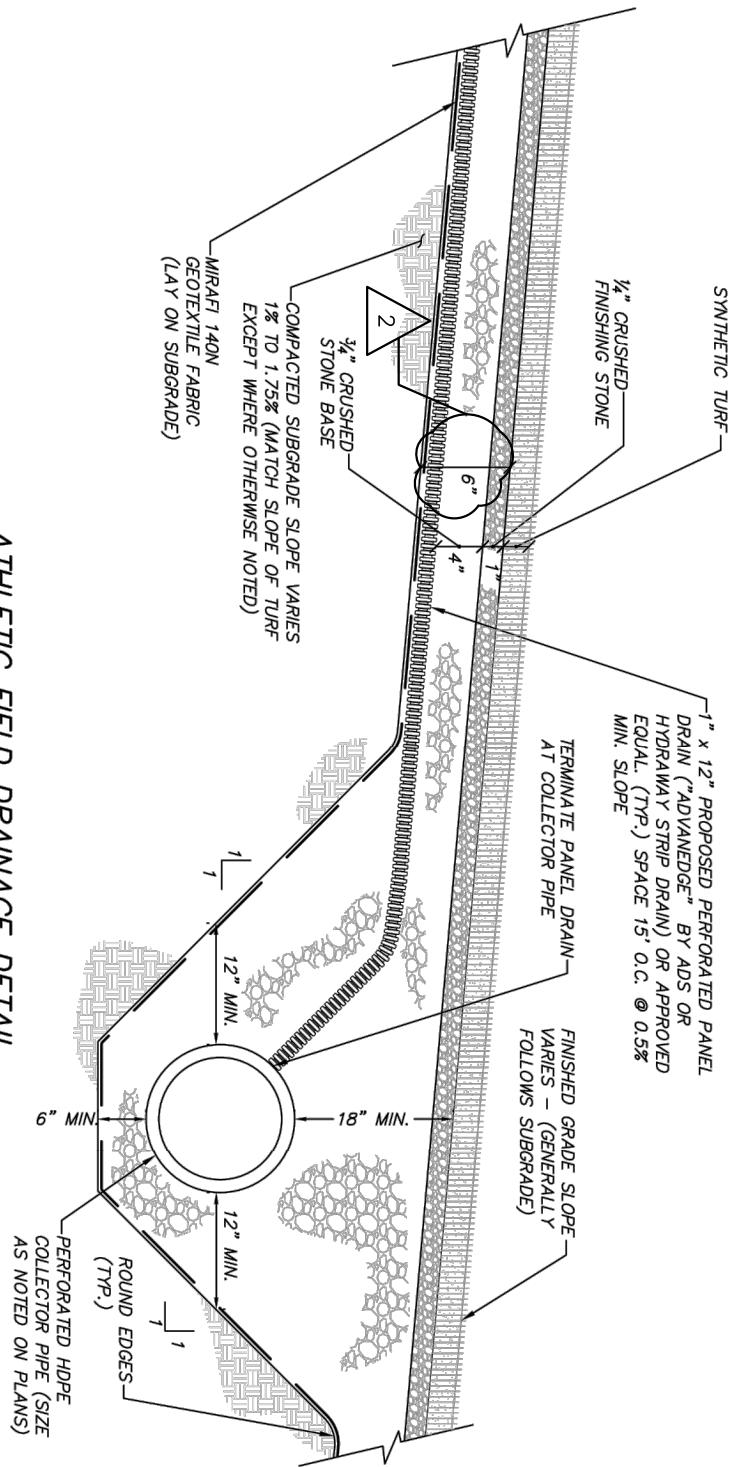 SYNTHETIC TURF
¼" CRUSHED
FINISHING STONE
1" x 12" PROPOSED PERFORATED PANEL
DRAIN ("ADVANEDGE" BY ADS OR
HYDRAWAY STRIP DRAIN) OR APPROVED
EQUAL. (TYP.) SPACE 15' O.C. @ 0.5%
MIN. SLOPE
TERMINATE PANEL DRAIN
AT COLLECTOR PIPE
FINISHED GRADE SLOPE
VARIES – (GENERALLY
FOLLOWS SUBGRADE)
6"
1"
4"
2
¾" CRUSHED
STONE BASE
COMPACTED SUBGRADE SLOPE VARIES
1% TO 1.75% (MATCH SLOPE OF TURF
EXCEPT WHERE OTHERWISE NOTED)
MIRAFI 140N
GEOTEXTILE FABRIC
(LAY ON SUBGRADE)
1
1
12" MIN.
18" MIN.
6" MIN.
12" MIN.
1
1
ROUND EDGES
(TYP.)
PERFORATED HDPE
COLLECTOR PIPE (SIZE
AS NOTED ON PLANS)
ATHLETIC FIELD DRAINAGE DETAIL